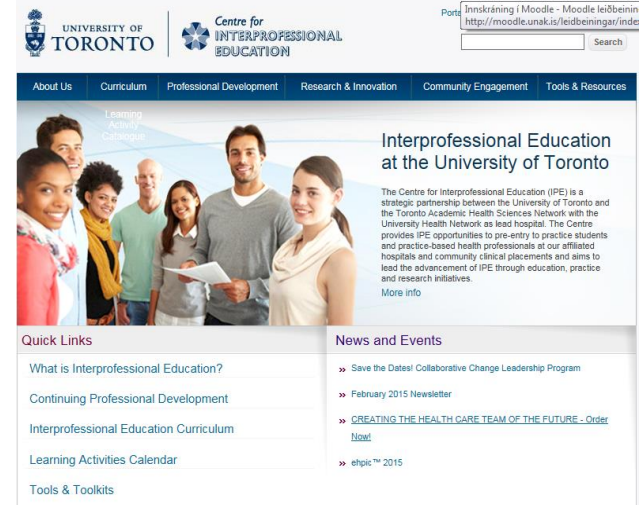 UNIVERSITY OF
TORONTO
Centre for
INTERPROFESSIONAL
EDUCATION
Porta
Innskráning í Moodle - Moodle leiðbeinin
http://moodle.unak.is/leidbeiningar/index
Search
About Us Curriculum Professional Development Research & Innovation Community Engagement Tools & Resources
Learning
Activity
Catalogue
Interprofessional Education
at the University of Toronto
The Centre for Interprofessional Education (IPE) is a
strategic partnership between the University of Toronto and
the Toronto Academic Health Sciences Network with the
University Health Network as lead hospital. The Centre
provides IPE opportunities to pre-entry to practice students
and practice-based health professionals at our affiliated
hospitals and community clinical placements and aims to
lead the advancement of IPE through education, practice
and research initiatives.
More info
Quick Links
What is Interprofessional Education?
Continuing Professional Development
Interprofessional Education Curriculum
Learning Activities Calendar
Tools & Toolkits
News and Events
» Save the Dates! Collaborative Change Leadership Program
» February 2015 Newsletter
» CREATING THE HEALTH CARE TEAM OF THE FUTURE - Order
Now!
» ehpic™ 2015